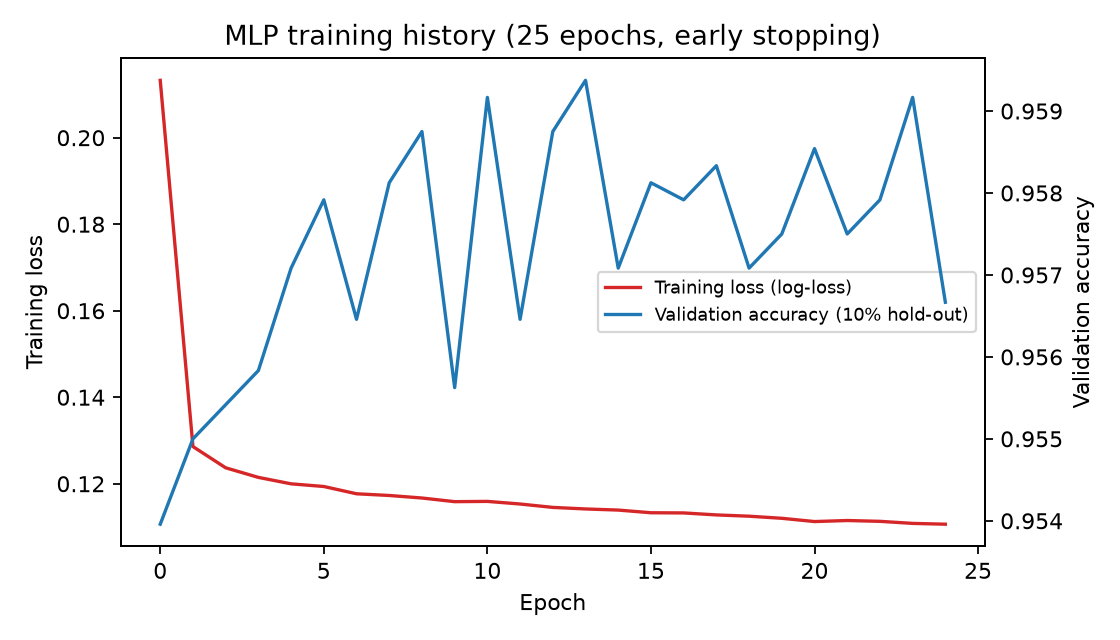 MLP training history (25 epochs, early stopping)
Training loss
0.20
0.18
0.16
0.14
0.12
0.959
0.958
0.957
0.956
0.955
0.954
Validation accuracy
Training loss (log-loss)
Validation accuracy (10% hold-out)
0 5 10 15 20 25
Epoch